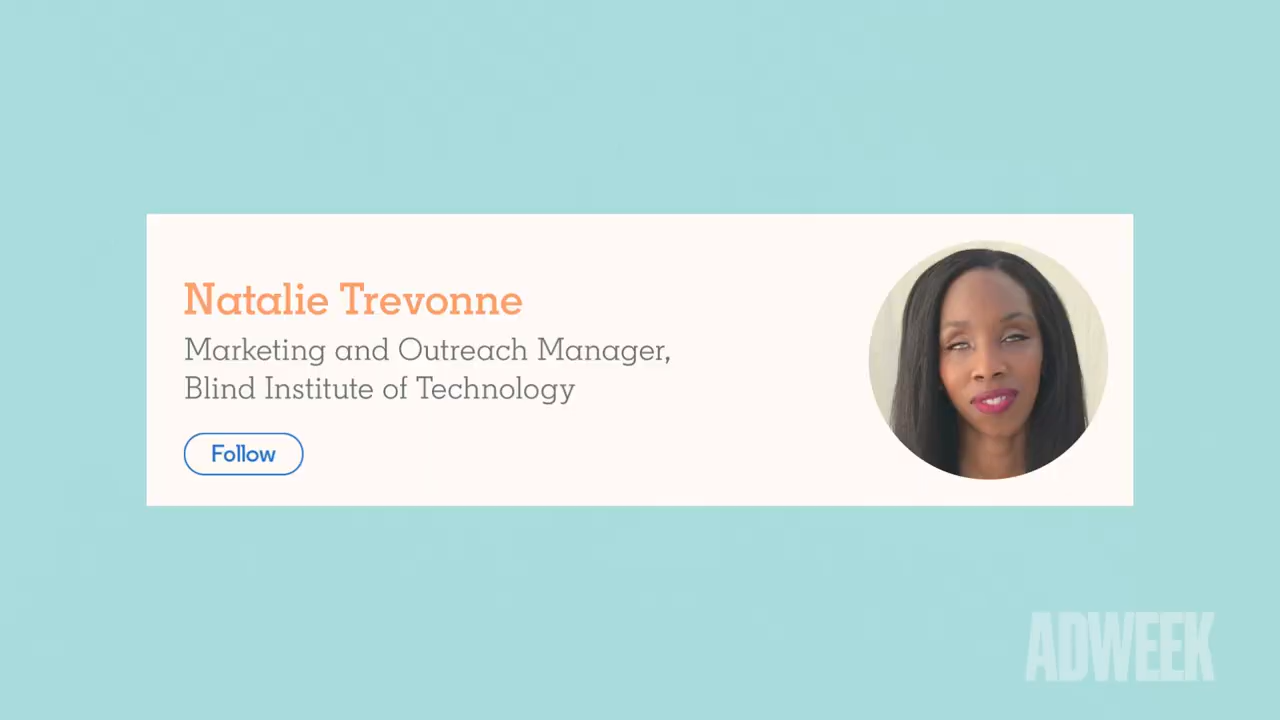 Natalie Trevonne
Marketing and Outreach Manager,
Blind Institute of Technology
Follow
ADWEEK